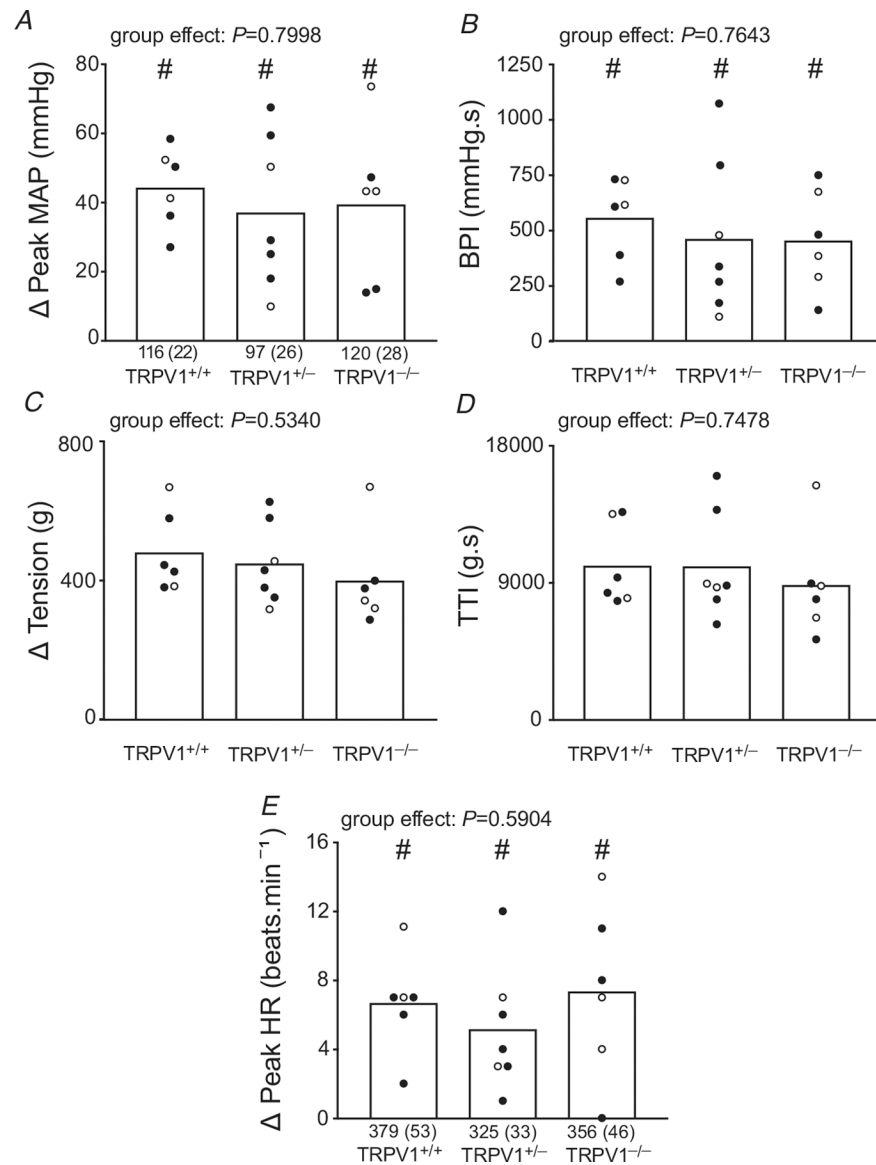 A
group effect: P=0.7998
# # #
Δ Peak MAP (mmHg)
80
60
40
20
0
116 (22) 97 (26) 120 (28)
TRPV1+/+ TRPV1+/– TRPV1–/–
B
group effect: P=0.7643
# # #
BPI (mmHg.s)
1250
1000
750
500
250
0
TRPV1+/+ TRPV1+/– TRPV1–/–
C
group effect: P=0.5340
Δ Tension (g)
800
400
0
TRPV1+/+ TRPV1+/– TRPV1–/–
D
group effect: P=0.7478
TTI (g.s)
18000
9000
0
TRPV1+/+ TRPV1+/– TRPV1–/–
E
group effect: P=0.5904
# # #
Δ Peak HR (beats.min⁻¹)
16
12
8
4
0
379 (53) 325 (33) 356 (46)
TRPV1+/+ TRPV1+/– TRPV1–/–